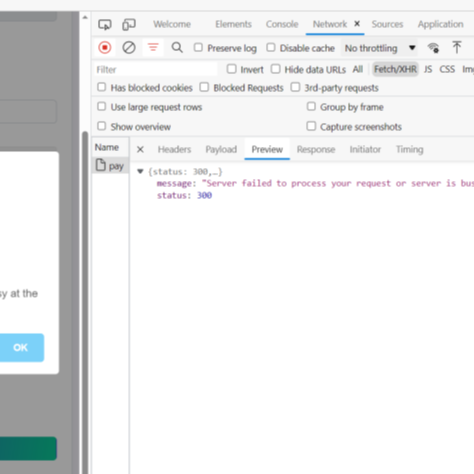 Welcome Elements Console Network Sources Application
Preserve log Disable cache No throttling
Filter Invert Hide data URLs All Fetch/XHR JS CSS
Has blocked cookies Blocked Requests 3rd-party requests
Use large request rows Group by frame
Show overview Capture screenshots
Name Headers Payload Preview Response Initiator Timing
pay {status: 300,…}
message: "Server failed to process your request or server is
status: 300
at the
OK